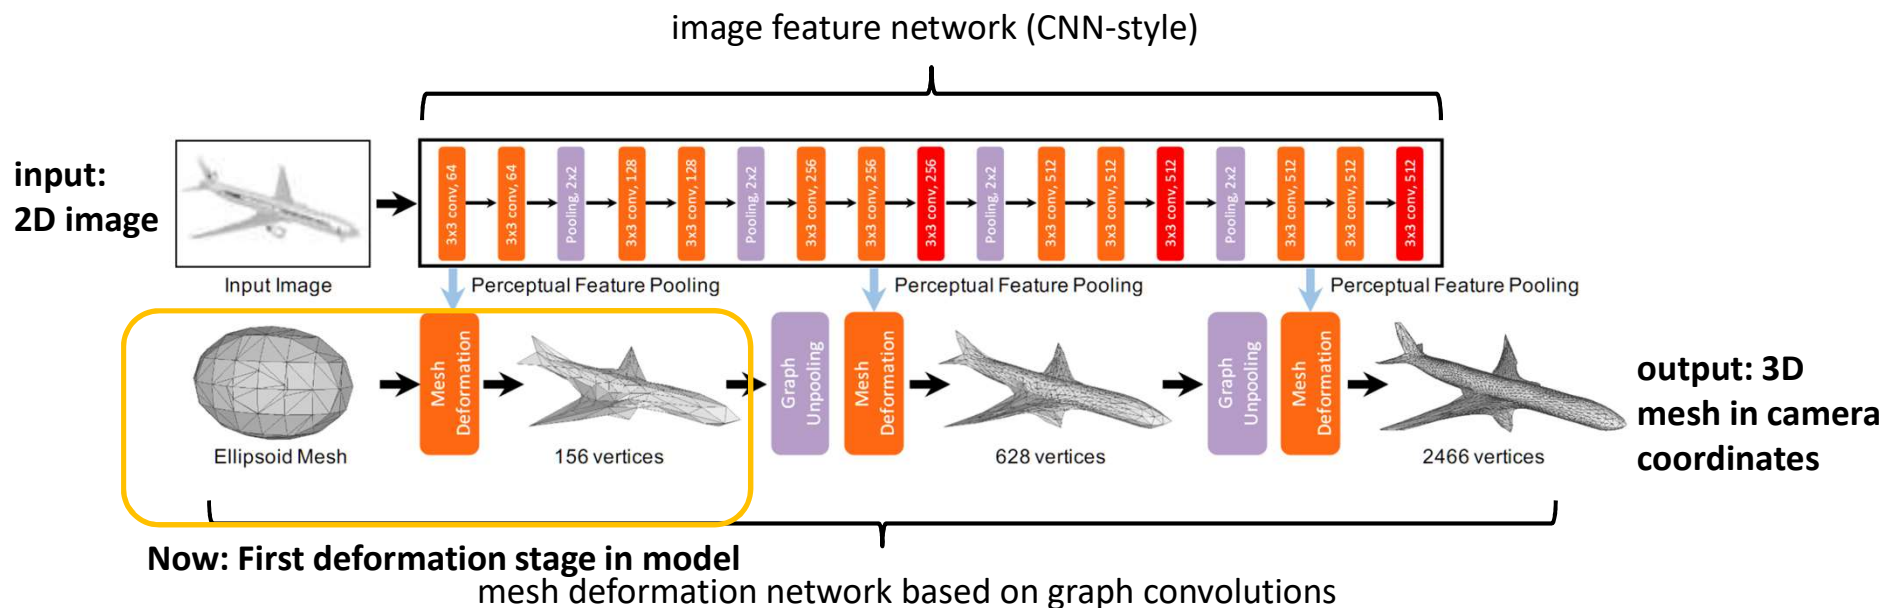 image feature network (CNN-style)
input:
2D image
3x3 conv, 64
3x3 conv, 64
Pooling, 2x2
3x3 conv, 128
3x3 conv, 128
Pooling, 2x2
3x3 conv, 256
3x3 conv, 256
3x3 conv, 256
Pooling, 2x2
3x3 conv, 512
3x3 conv, 512
3x3 conv, 512
Pooling, 2x2
3x3 conv, 512
3x3 conv, 512
3x3 conv, 512
Input Image
Perceptual Feature Pooling
Perceptual Feature Pooling
Perceptual Feature Pooling
Mesh
Deformation
Graph
Unpooling
Mesh
Deformation
Graph
Unpooling
Mesh
Deformation
Ellipsoid Mesh
156 vertices
628 vertices
2466 vertices
output: 3D
mesh in camera
coordinates
Now: First deformation stage in model
mesh deformation network based on graph convolutions